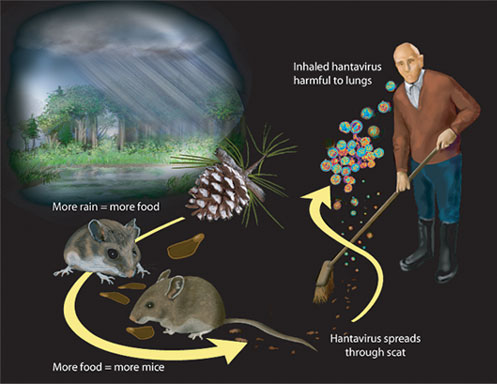 Inhaled hantavirus
harmful to lungs
More rain = more food
Hantavirus spreads
through scat
More food = more mice